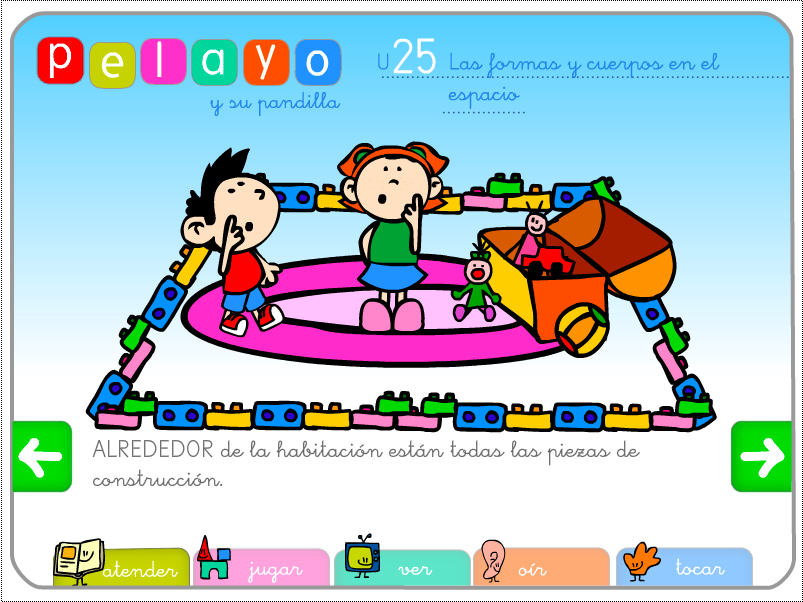 pelayo
y su pandilla
U 25 Las formas y cuerpos en el
espacio
ALREDEDOR de la habitación están todas las piezas de
construcción.
atender jugar ver oír tocar